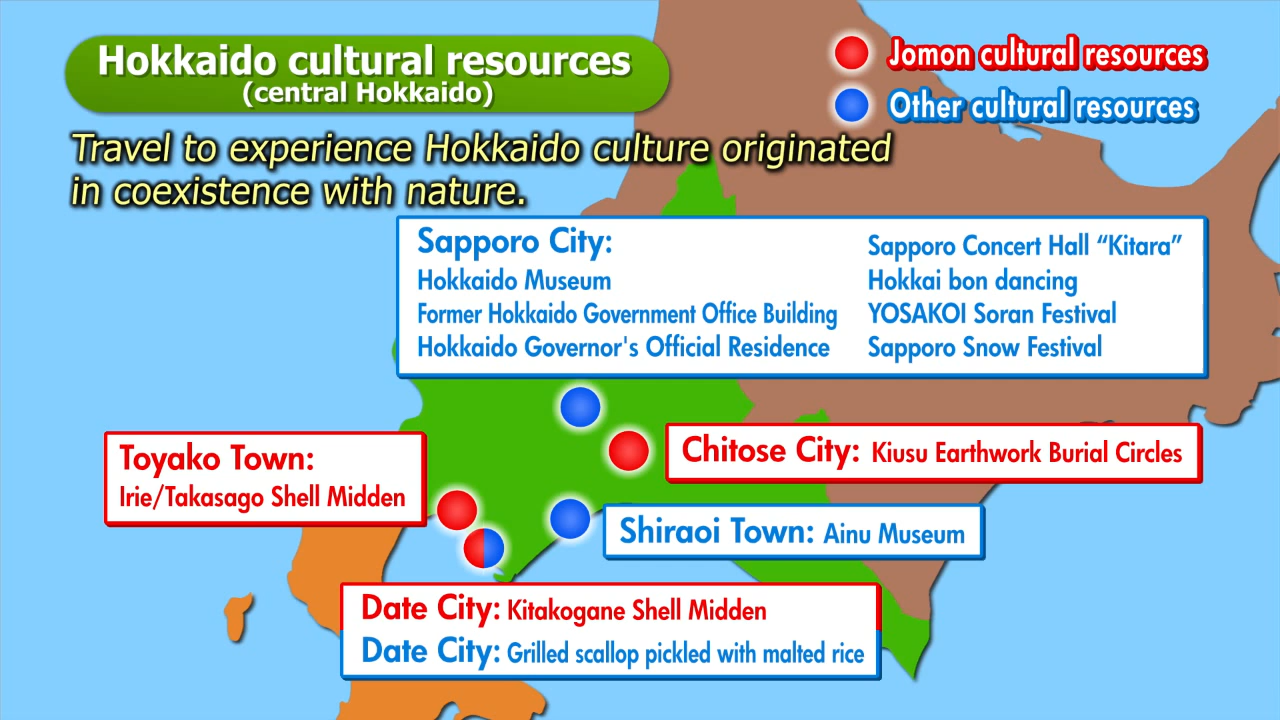 Hokkaido cultural resources
(central Hokkaido)
Jomon cultural resources
Other cultural resources
Travel to experience Hokkaido culture originated
in coexistence with nature.
Sapporo City:
Hokkaido Museum
Former Hokkaido Government Office Building
Hokkaido Governor's Official Residence
Sapporo Concert Hall “Kitara”
Hokkai bon dancing
YOSAKOI Soran Festival
Sapporo Snow Festival
Toyako Town:
Irie/Takasago Shell Midden
Chitose City: Kiusu Earthwork Burial Circles
Shiraoi Town: Ainu Museum
Date City: Kitakogane Shell Midden
Date City: Grilled scallop pickled with malted rice